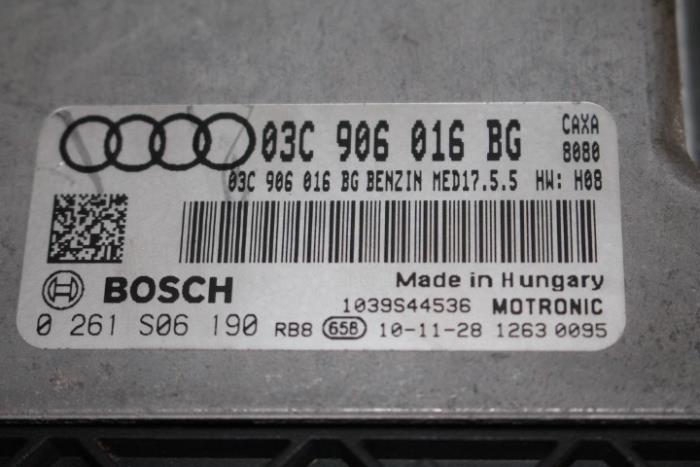 03C 906 016 BG CAXA 8080
03C 906 016 BG BENZIN MED17.5.5 HW: H08
Made in Hungary
BOSCH
1039S44536 MOTRONIC
0 261 S06 190 RB8 658 10-11-28 1263 0095